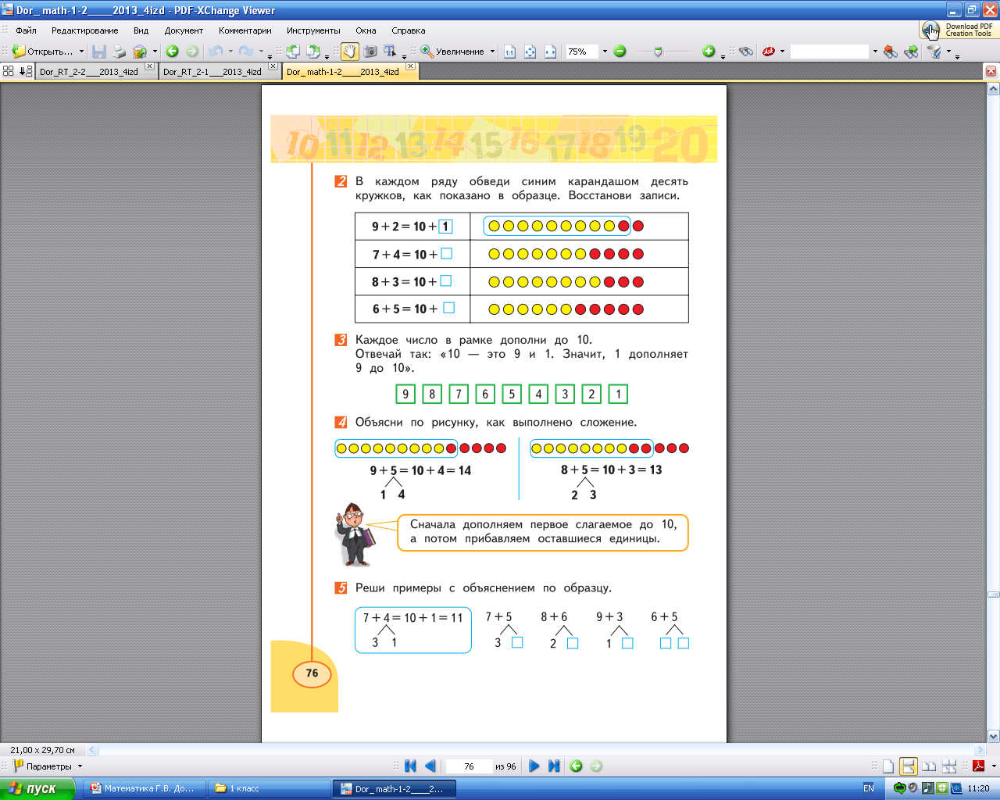 Dor_ math-1-2_____2013_4izd - PDF-XChange Viewer
Файл Редактирование Вид Документ Комментарии Инструменты Окна Справка
Download PDF Creation Tools
Открыть... Увеличение 75%
Dor_RT_2-2___2013_4izd Dor_RT_2-1___2013_4izd Dor_ math-1-2____2013_4izd
10 11 12 13 14 15 16 17 18 19 20
2 В каждом ряду обведи синим карандашом десять
кружков, как показано в образце. Восстанови записи.
9 + 2 = 10 + 1
7 + 4 = 10 +
8 + 3 = 10 +
6 + 5 = 10 +
3 Каждое число в рамке дополни до 10.
Отвечай так: «10 — это 9 и 1. Значит, 1 дополняет
9 до 10».
9 8 7 6 5 4 3 2 1
4 Объясни по рисунку, как выполнено сложение.
9 + 5 = 10 + 4 = 14 8 + 5 = 10 + 3 = 13
1 4 2 3
Сначала дополняем первое слагаемое до 10,
а потом прибавляем оставшиеся единицы.
5 Реши примеры с объяснением по образцу.
7 + 4 = 10 + 1 = 11 7 + 5 8 + 6 9 + 3 6 + 5
3 1 3 2 1
76
21,00 x 29,70 см
Параметры 76 из 96
пуск Математика Г.В. До... 1 класс Dor_ math-1-2____2... EN 11:20